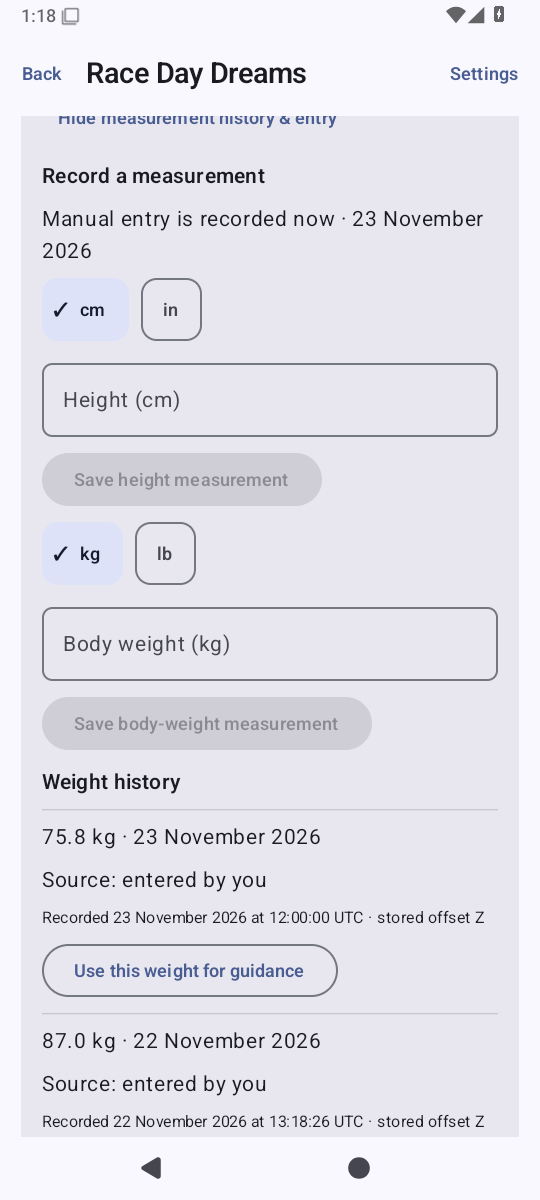 1:18
Back Race Day Dreams Settings
Hide measurement history & entry
Record a measurement
Manual entry is recorded now · 23 November
2026
✓ cm in
Height (cm)
Save height measurement
✓ kg lb
Body weight (kg)
Save body-weight measurement
Weight history
75.8 kg · 23 November 2026
Source: entered by you
Recorded 23 November 2026 at 12:00:00 UTC · stored offset Z
Use this weight for guidance
87.0 kg · 22 November 2026
Source: entered by you
Recorded 22 November 2026 at 13:18:26 UTC · stored offset Z